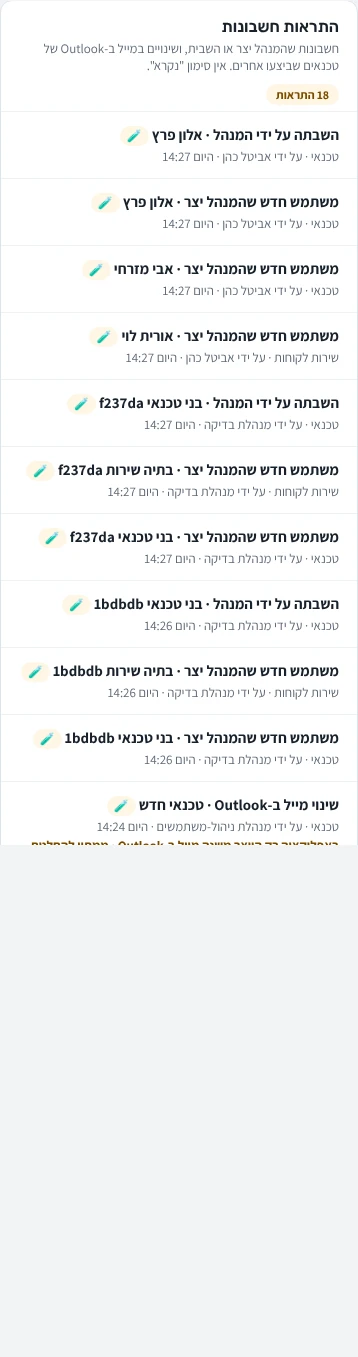 התראות חשבונות
חשבונות שהמנהל יצר או השבית, ושינויים במייל ב-Outlook של
טכנאים שביצעו אחרים. אין סימון "נקרא".
18 התראות
השבתה על ידי המנהל · אלון פרץ
טכנאי · על ידי אביטל כהן · היום 14:27
משתמש חדש שהמנהל יצר · אלון פרץ
טכנאי · על ידי אביטל כהן · היום 14:27
משתמש חדש שהמנהל יצר · אבי מזרחי
טכנאי · על ידי אביטל כהן · היום 14:27
משתמש חדש שהמנהל יצר · אורית לוי
שירות לקוחות · על ידי אביטל כהן · היום 14:27
השבתה על ידי המנהל · בני טכנאי f237da
טכנאי · על ידי מנהלת בדיקה · היום 14:27
משתמש חדש שהמנהל יצר · בתיה שירות f237da
שירות לקוחות · על ידי מנהלת בדיקה · היום 14:27
משתמש חדש שהמנהל יצר · בני טכנאי f237da
טכנאי · על ידי מנהלת בדיקה · היום 14:27
השבתה על ידי המנהל · בני טכנאי 1bdbdb
טכנאי · על ידי מנהלת בדיקה · היום 14:26
משתמש חדש שהמנהל יצר · בתיה שירות 1bdbdb
שירות לקוחות · על ידי מנהלת בדיקה · היום 14:26
משתמש חדש שהמנהל יצר · בני טכנאי 1bdbdb
טכנאי · על ידי מנהלת בדיקה · היום 14:26
שינוי מייל ב-Outlook · טכנאי חדש
טכנאי · על ידי מנהלת ניהול-משתמשים · היום 14:24